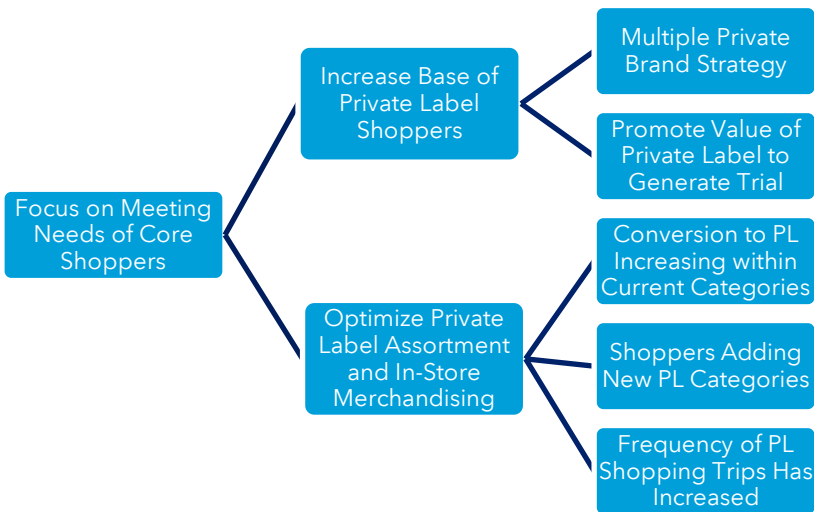 Focus on Meeting
Needs of Core
Shoppers
Increase Base of
Private Label
Shoppers
Multiple Private
Brand Strategy
Promote Value of
Private Label to
Generate Trial
Optimize Private
Label Assortment
and In-Store
Merchandising
Conversion to PL
Increasing within
Current Categories
Shoppers Adding
New PL Categories
Frequency of PL
Shopping Trips Has
Increased